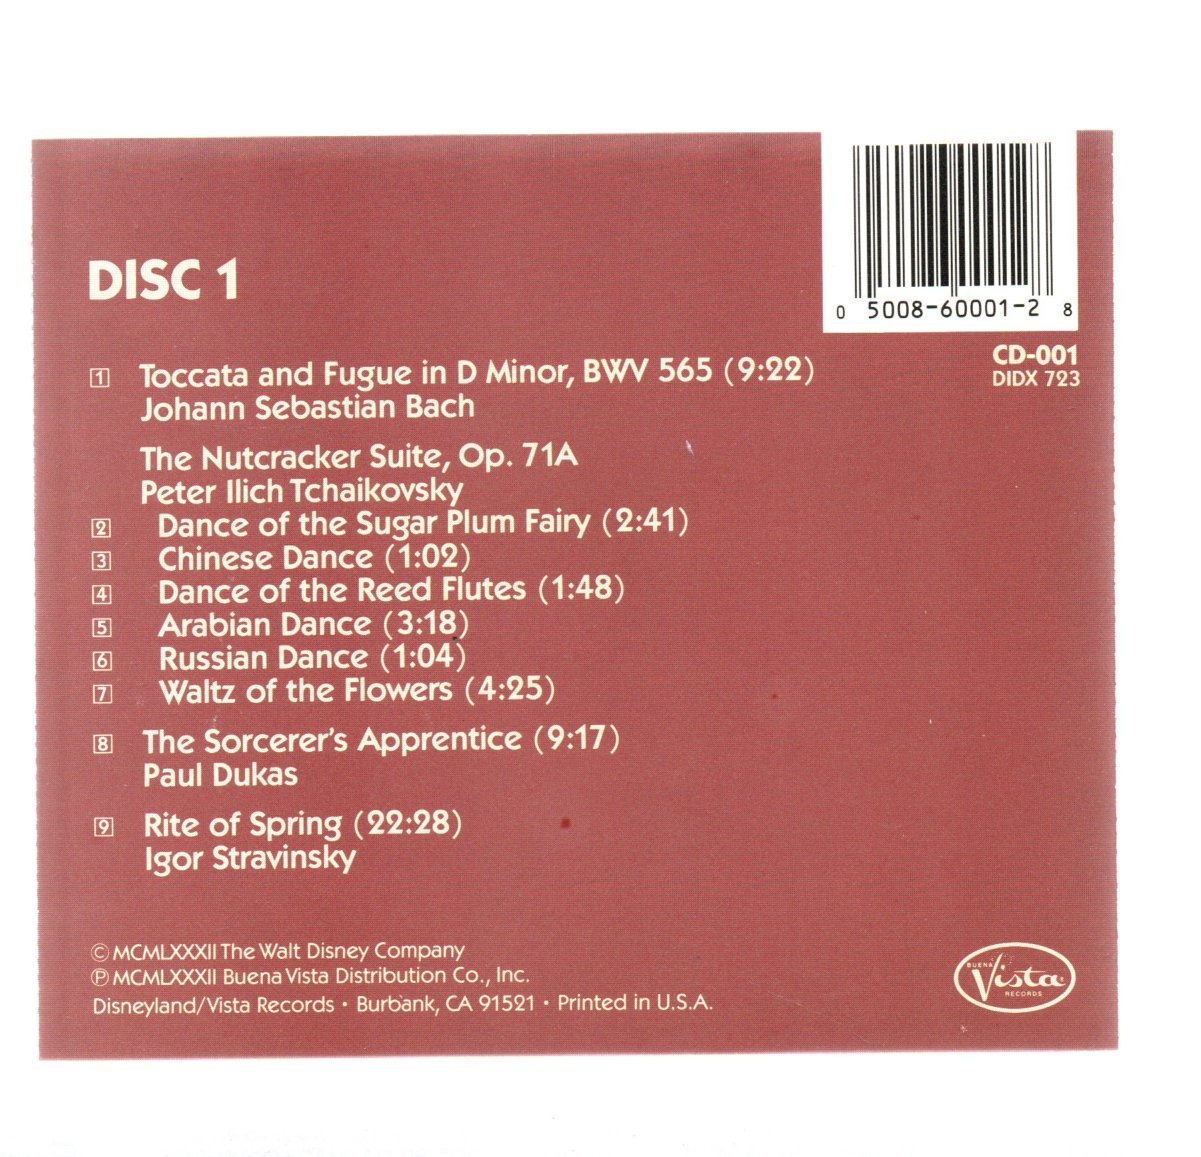 0 5008-60001-2 8
CD-001
DIDX 723
DISC 1
1 Toccata and Fugue in D Minor, BWV 565 (9:22)
Johann Sebastian Bach
The Nutcracker Suite, Op. 71A
Peter Ilich Tchaikovsky
2 Dance of the Sugar Plum Fairy (2:41)
3 Chinese Dance (1:02)
4 Dance of the Reed Flutes (1:48)
5 Arabian Dance (3:18)
6 Russian Dance (1:04)
7 Waltz of the Flowers (4:25)
8 The Sorcerer's Apprentice (9:17)
Paul Dukas
9 Rite of Spring (22:28)
Igor Stravinsky
© MCMLXXXII The Walt Disney Company
℗ MCMLXXXII Buena Vista Distribution Co., Inc.
Disneyland/Vista Records • Burbank, CA 91521 • Printed in U.S.A.
BUENA
Vista
RECORDS